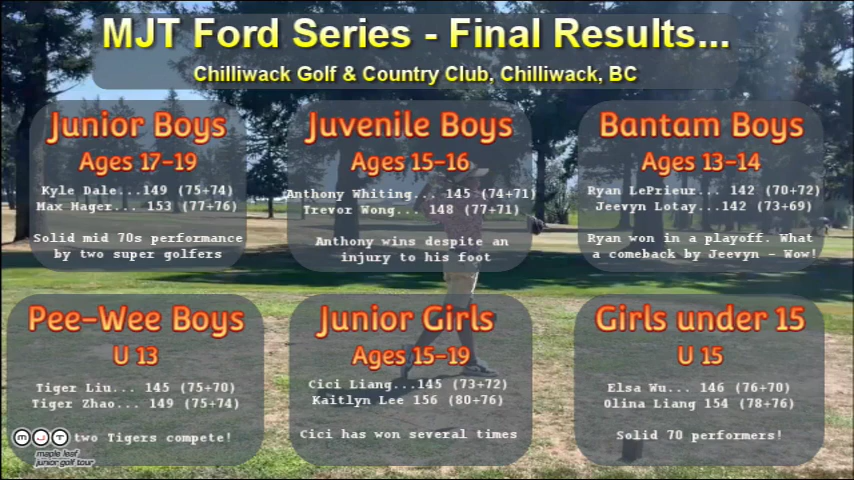 MJT Ford Series - Final Results...
Chilliwack Golf & Country Club, Chilliwack, BC
Junior Boys
Ages 17-19
Kyle Dale...149 (75+74)
Max Hager... 153 (77+76)
Solid mid 70s performance
by two super golfers
Juvenile Boys
Ages 15-16
Anthony Whiting... 145 (74+71)
Trevor Wong... 148 (77+71)
Anthony wins despite an
injury to his foot
Bantam Boys
Ages 13-14
Ryan LePrieur... 142 (70+72)
Jeevyn Lotay...142 (73+69)
Ryan won in a playoff. What
a comeback by Jeevyn - Wow!
Pee-Wee Boys
U 13
Tiger Liu... 145 (75+70)
Tiger Zhao... 149 (75+74)
two Tigers compete!
Junior Girls
Ages 15-19
Cici Liang...145 (73+72)
Kaitlyn Lee 156 (80+76)
Cici has won several times
Girls under 15
U 15
Elsa Wu... 146 (76+70)
Olina Liang 154 (78+76)
Solid 70 performers!
MJT
maple leaf
junior golf tour